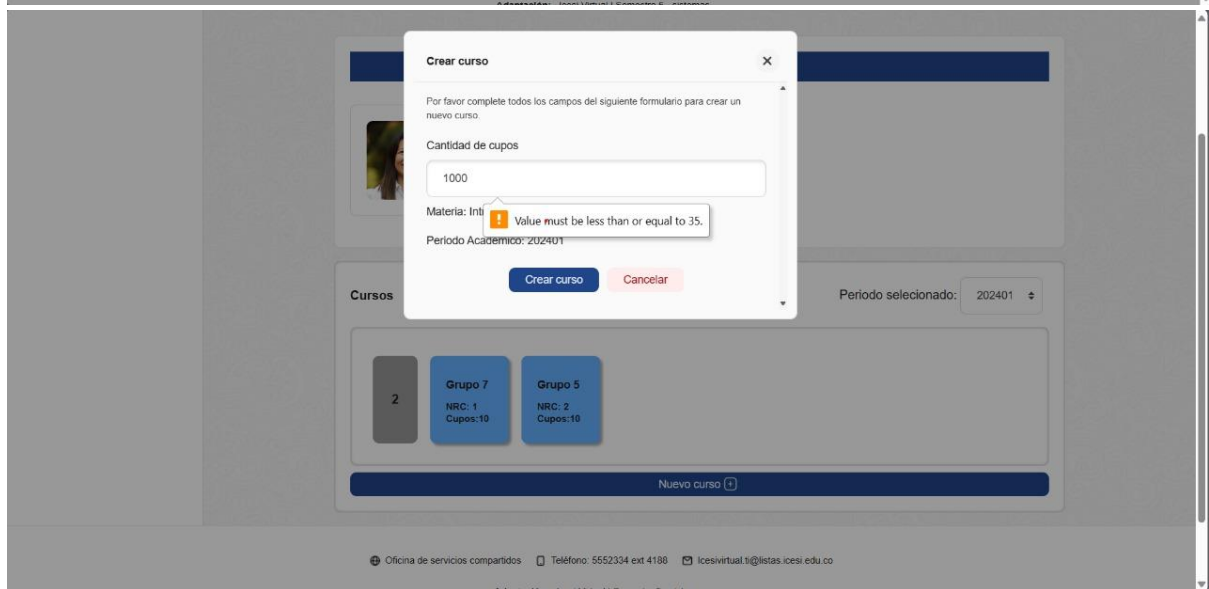 Crear curso
Por favor complete todos los campos del siguiente formulario para crear un
nuevo curso.
Cantidad de cupos
1000
Value must be less than or equal to 35.
Materia:
Periodo Académico: 202401
Crear curso
Cancelar
Cursos
Periodo selecionado:
202401
2
Grupo 7
NRC: 1
Cupos:10
Grupo 5
NRC: 2
Cupos:10
Nuevo curso
Oficina de servicios compartidos
Teléfono: 5552334 ext 4188
Icesivirtual.ti@listas.icesi.edu.co